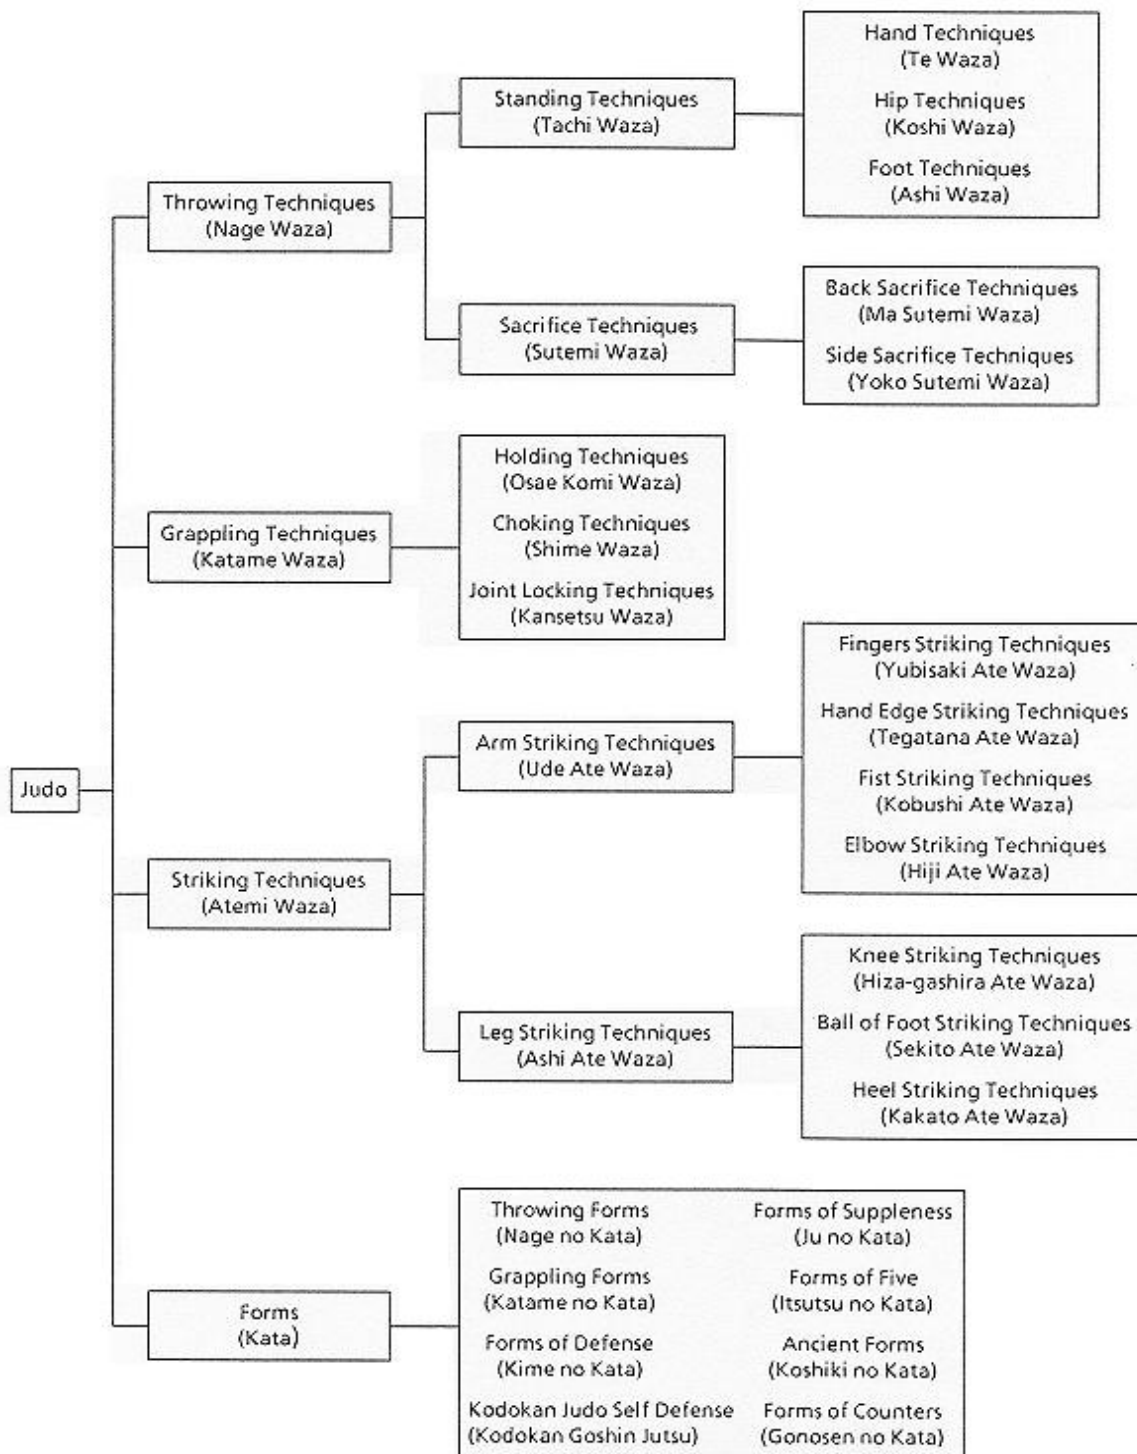 Judo
Throwing Techniques
(Nage Waza)
Standing Techniques
(Tachi Waza)
Hand Techniques
(Te Waza)
Hip Techniques
(Koshi Waza)
Foot Techniques
(Ashi Waza)
Sacrifice Techniques
(Sutemi Waza)
Back Sacrifice Techniques
(Ma Sutemi Waza)
Side Sacrifice Techniques
(Yoko Sutemi Waza)
Grappling Techniques
(Katame Waza)
Holding Techniques
(Osae Komi Waza)
Choking Techniques
(Shime Waza)
Joint Locking Techniques
(Kansetsu Waza)
Striking Techniques
(Atemi Waza)
Arm Striking Techniques
(Ude Ate Waza)
Fingers Striking Techniques
(Yubisaki Ate Waza)
Hand Edge Striking Techniques
(Tegatana Ate Waza)
Fist Striking Techniques
(Kobushi Ate Waza)
Elbow Striking Techniques
(Hiji Ate Waza)
Leg Striking Techniques
(Ashi Ate Waza)
Knee Striking Techniques
(Hiza-gashira Ate Waza)
Ball of Foot Striking Techniques
(Sekito Ate Waza)
Heel Striking Techniques
(Kakato Ate Waza)
Forms
(Kata)
Throwing Forms
(Nage no Kata)
Grappling Forms
(Katame no Kata)
Forms of Defense
(Kime no Kata)
Kodokan Judo Self Defense
(Kodokan Goshin Jutsu)
Forms of Suppleness
(Ju no Kata)
Forms of Five
(Itsutsu no Kata)
Ancient Forms
(Koshiki no Kata)
Forms of Counters
(Gonosen no Kata)